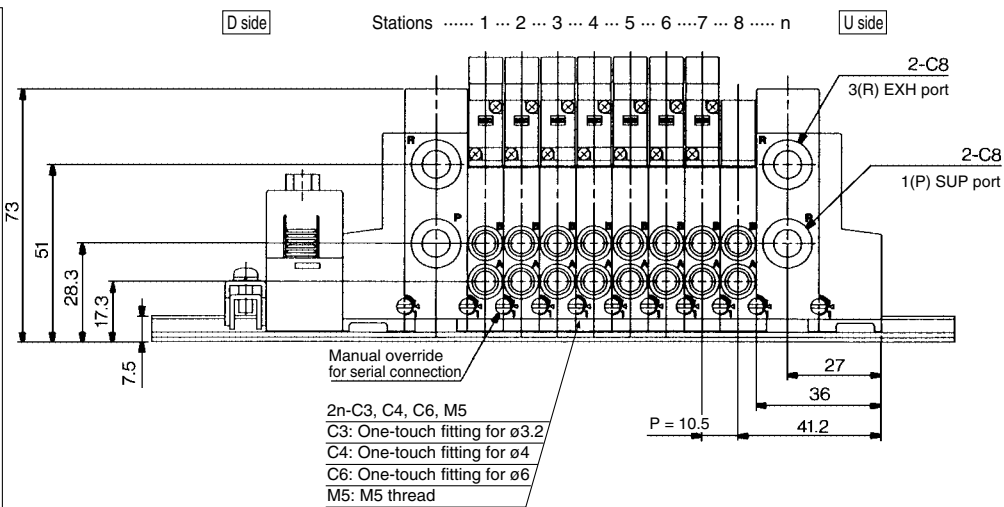 D side
Stations ······ 1 ··· 2 ··· 3 ··· 4 ··· 5 ··· 6 ···7 ··· 8 ····· n
U side
2-C8
3(R) EXH port
2-C8
1(P) SUP port
R
R
P
P
B B B B B B B B
A A A A A A A A
73
51
28.3
17.3
7.5
Manual override
for serial connection
2n-C3, C4, C6, M5
C3: One-touch fitting for ø3.2
C4: One-touch fitting for ø4
C6: One-touch fitting for ø6
M5: M5 thread
27
36
P = 10.5
41.2